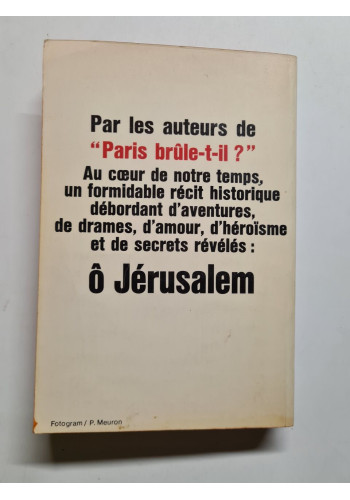 Par les auteurs de
“Paris brûle-t-il ?”
Au cœur de notre temps,
un formidable récit historique
débordant d'aventures,
de drames, d'amour, d'héroïsme
et de secrets révélés :
ô Jérusalem
Fotogram / P. Meuron